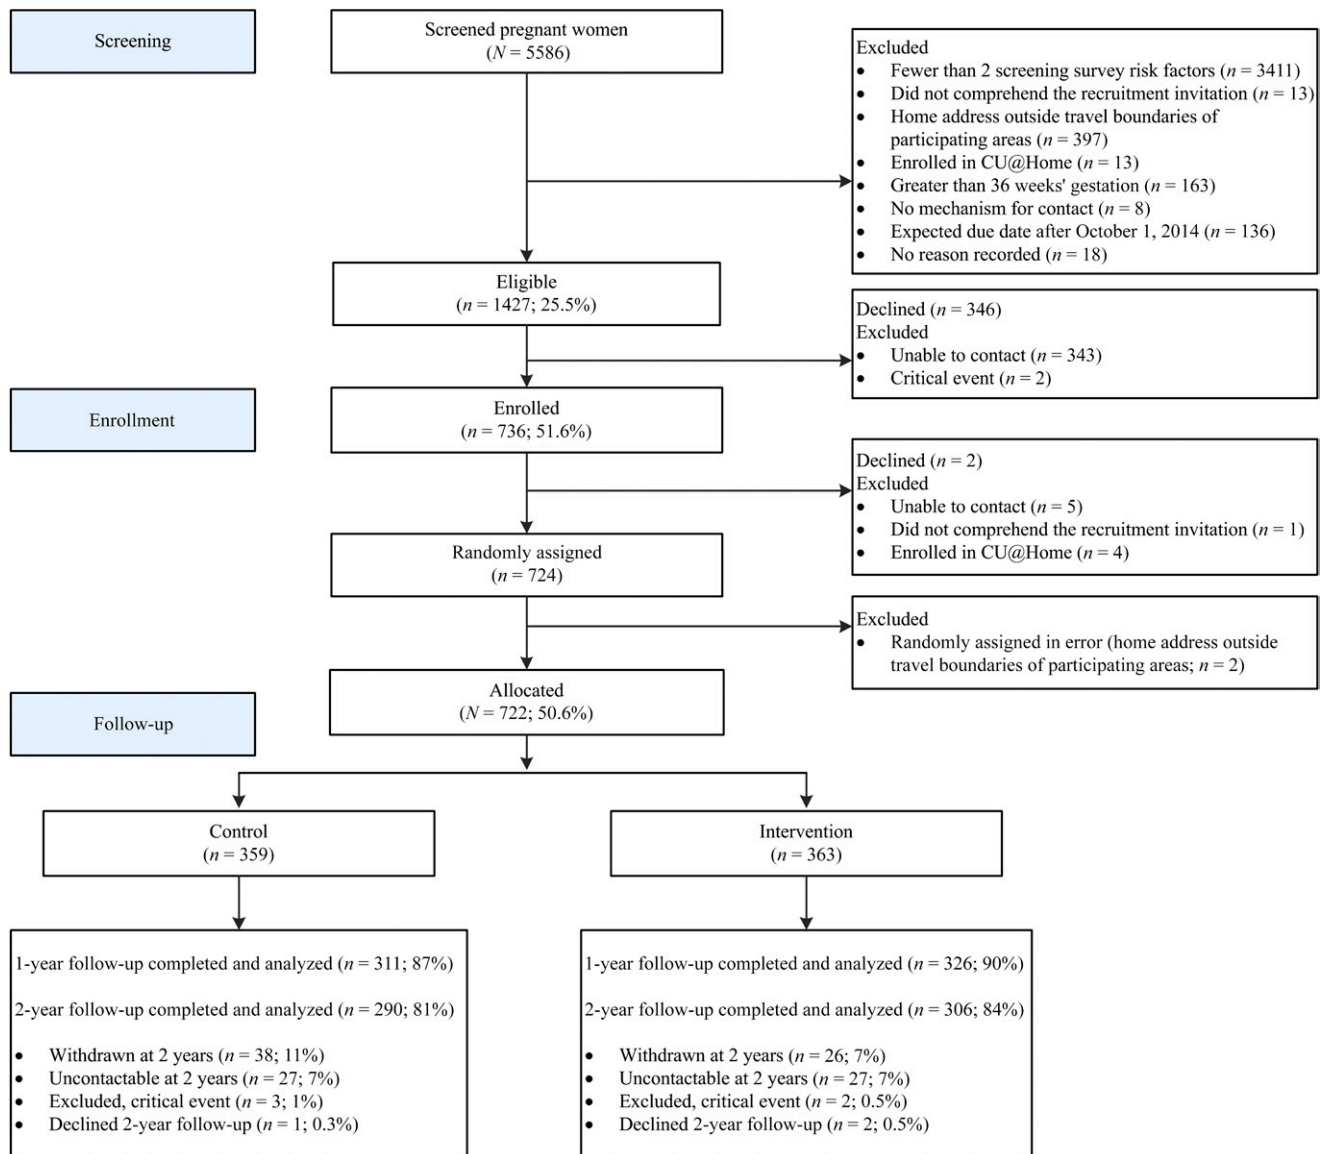 Screening
Screened pregnant women
(N = 5586)
Excluded
• Fewer than 2 screening survey risk factors (n = 3411)
• Did not comprehend the recruitment invitation (n = 13)
• Home address outside travel boundaries of
participating areas (n = 397)
• Enrolled in CU@Home (n = 13)
• Greater than 36 weeks' gestation (n = 163)
• No mechanism for contact (n = 8)
• Expected due date after October 1, 2014 (n = 136)
• No reason recorded (n = 18)
Eligible
(n = 1427; 25.5%)
Declined (n = 346)
Excluded
• Unable to contact (n = 343)
• Critical event (n = 2)
Enrollment
Enrolled
(n = 736; 51.6%)
Declined (n = 2)
Excluded
• Unable to contact (n = 5)
• Did not comprehend the recruitment invitation (n = 1)
• Enrolled in CU@Home (n = 4)
Randomly assigned
(n = 724)
Excluded
• Randomly assigned in error (home address outside
travel boundaries of participating areas; n = 2)
Allocated
(N = 722; 50.6%)
Follow-up
Control
(n = 359)
Intervention
(n = 363)
1-year follow-up completed and analyzed (n = 311; 87%)
2-year follow-up completed and analyzed (n = 290; 81%)
• Withdrawn at 2 years (n = 38; 11%)
• Uncontactable at 2 years (n = 27; 7%)
• Excluded, critical event (n = 3; 1%)
• Declined 2-year follow-up (n = 1; 0.3%)
1-year follow-up completed and analyzed (n = 326; 90%)
2-year follow-up completed and analyzed (n = 306; 84%)
• Withdrawn at 2 years (n = 26; 7%)
• Uncontactable at 2 years (n = 27; 7%)
• Excluded, critical event (n = 2; 0.5%)
• Declined 2-year follow-up (n = 2; 0.5%)